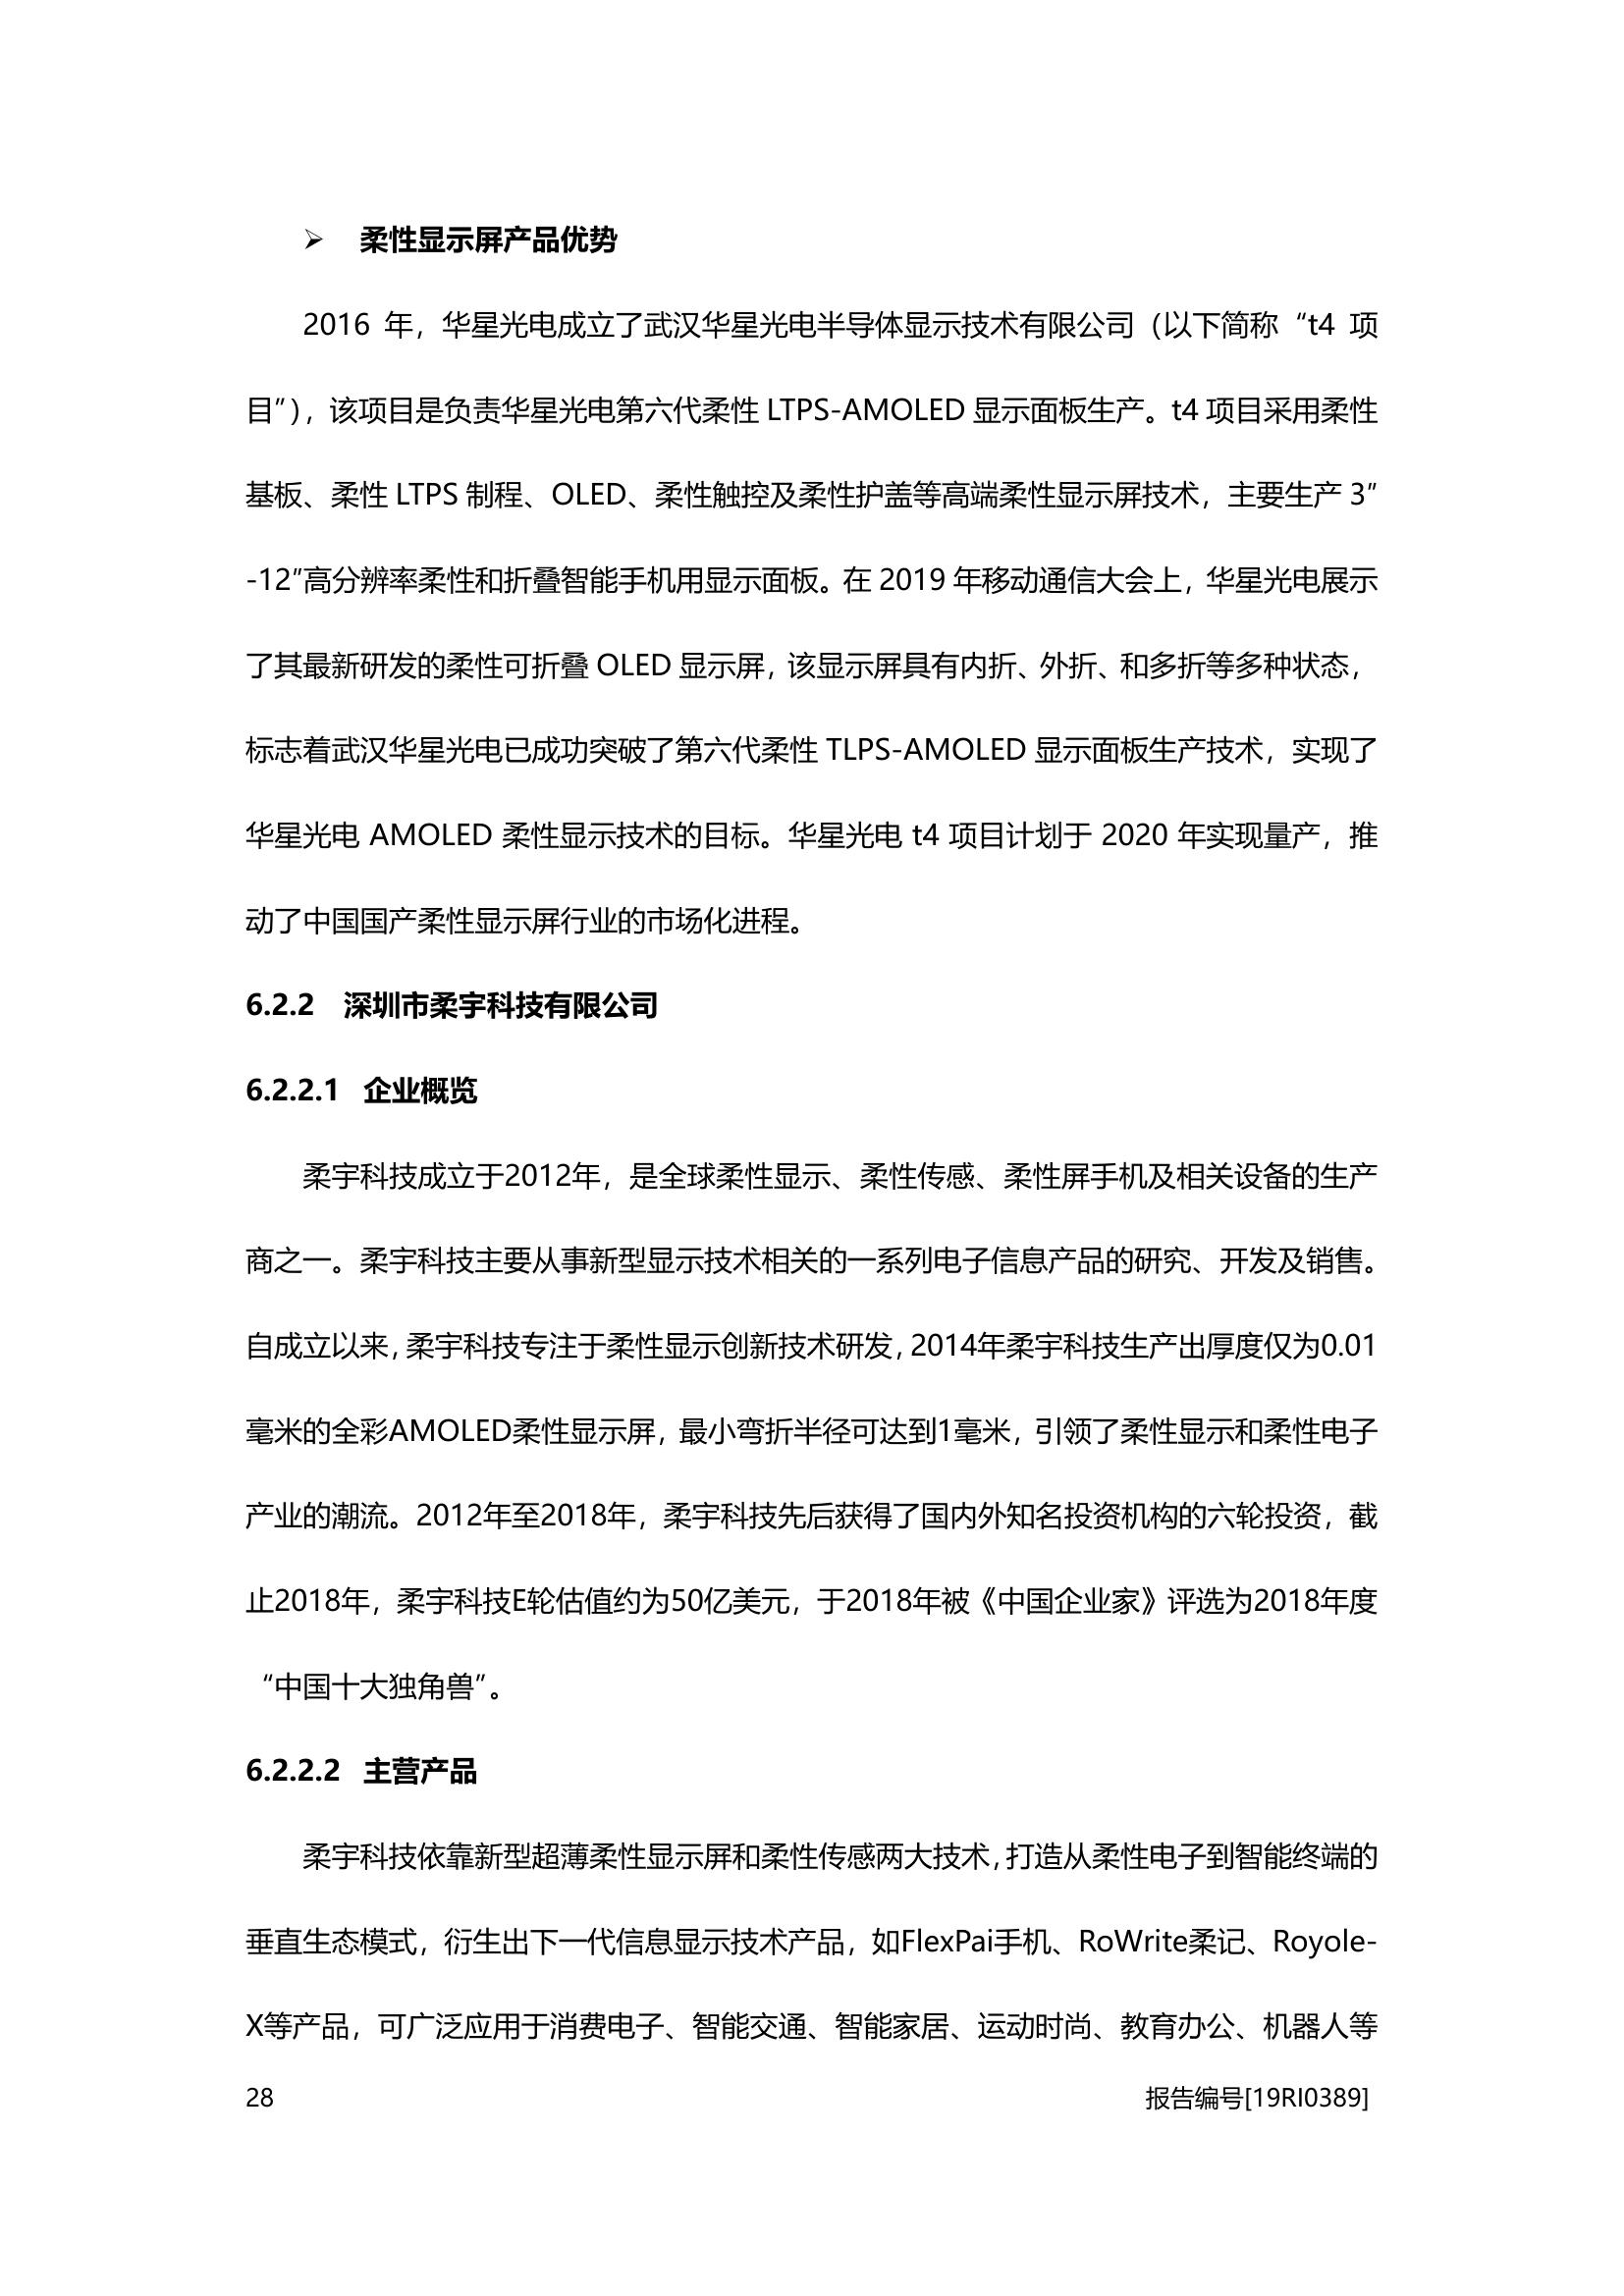 ➢ 柔性显示屏产品优势
2016 年，华星光电成立了武汉华星光电半导体显示技术有限公司（以下简称“t4 项
目”），该项目是负责华星光电第六代柔性 LTPS-AMOLED 显示面板生产。t4 项目采用柔性
基板、柔性 LTPS 制程、OLED、柔性触控及柔性护盖等高端柔性显示屏技术，主要生产 3”
-12”高分辨率柔性和折叠智能手机用显示面板。在 2019 年移动通信大会上，华星光电展示
了其最新研发的柔性可折叠 OLED 显示屏，该显示屏具有内折、外折、和多折等多种状态，
标志着武汉华星光电已成功突破了第六代柔性 TLPS-AMOLED 显示面板生产技术，实现了
华星光电 AMOLED 柔性显示技术的目标。华星光电 t4 项目计划于 2020 年实现量产，推
动了中国国产柔性显示屏行业的市场化进程。
6.2.2 深圳市柔宇科技有限公司
6.2.2.1 企业概览
柔宇科技成立于2012年，是全球柔性显示、柔性传感、柔性屏手机及相关设备的生产
商之一。柔宇科技主要从事新型显示技术相关的一系列电子信息产品的研究、开发及销售。
自成立以来，柔宇科技专注于柔性显示创新技术研发，2014年柔宇科技生产出厚度仅为0.01
毫米的全彩AMOLED柔性显示屏，最小弯折半径可达到1毫米，引领了柔性显示和柔性电子
产业的潮流。2012年至2018年，柔宇科技先后获得了国内外知名投资机构的六轮投资，截
止2018年，柔宇科技E轮估值约为50亿美元，于2018年被《中国企业家》评选为2018年度
“中国十大独角兽”。
6.2.2.2 主营产品
柔宇科技依靠新型超薄柔性显示屏和柔性传感两大技术，打造从柔性电子到智能终端的
垂直生态模式，衍生出下一代信息显示技术产品，如FlexPai手机、RoWrite柔记、Royole-
X等产品，可广泛应用于消费电子、智能交通、智能家居、运动时尚、教育办公、机器人等
28 报告编号[19RI0389]